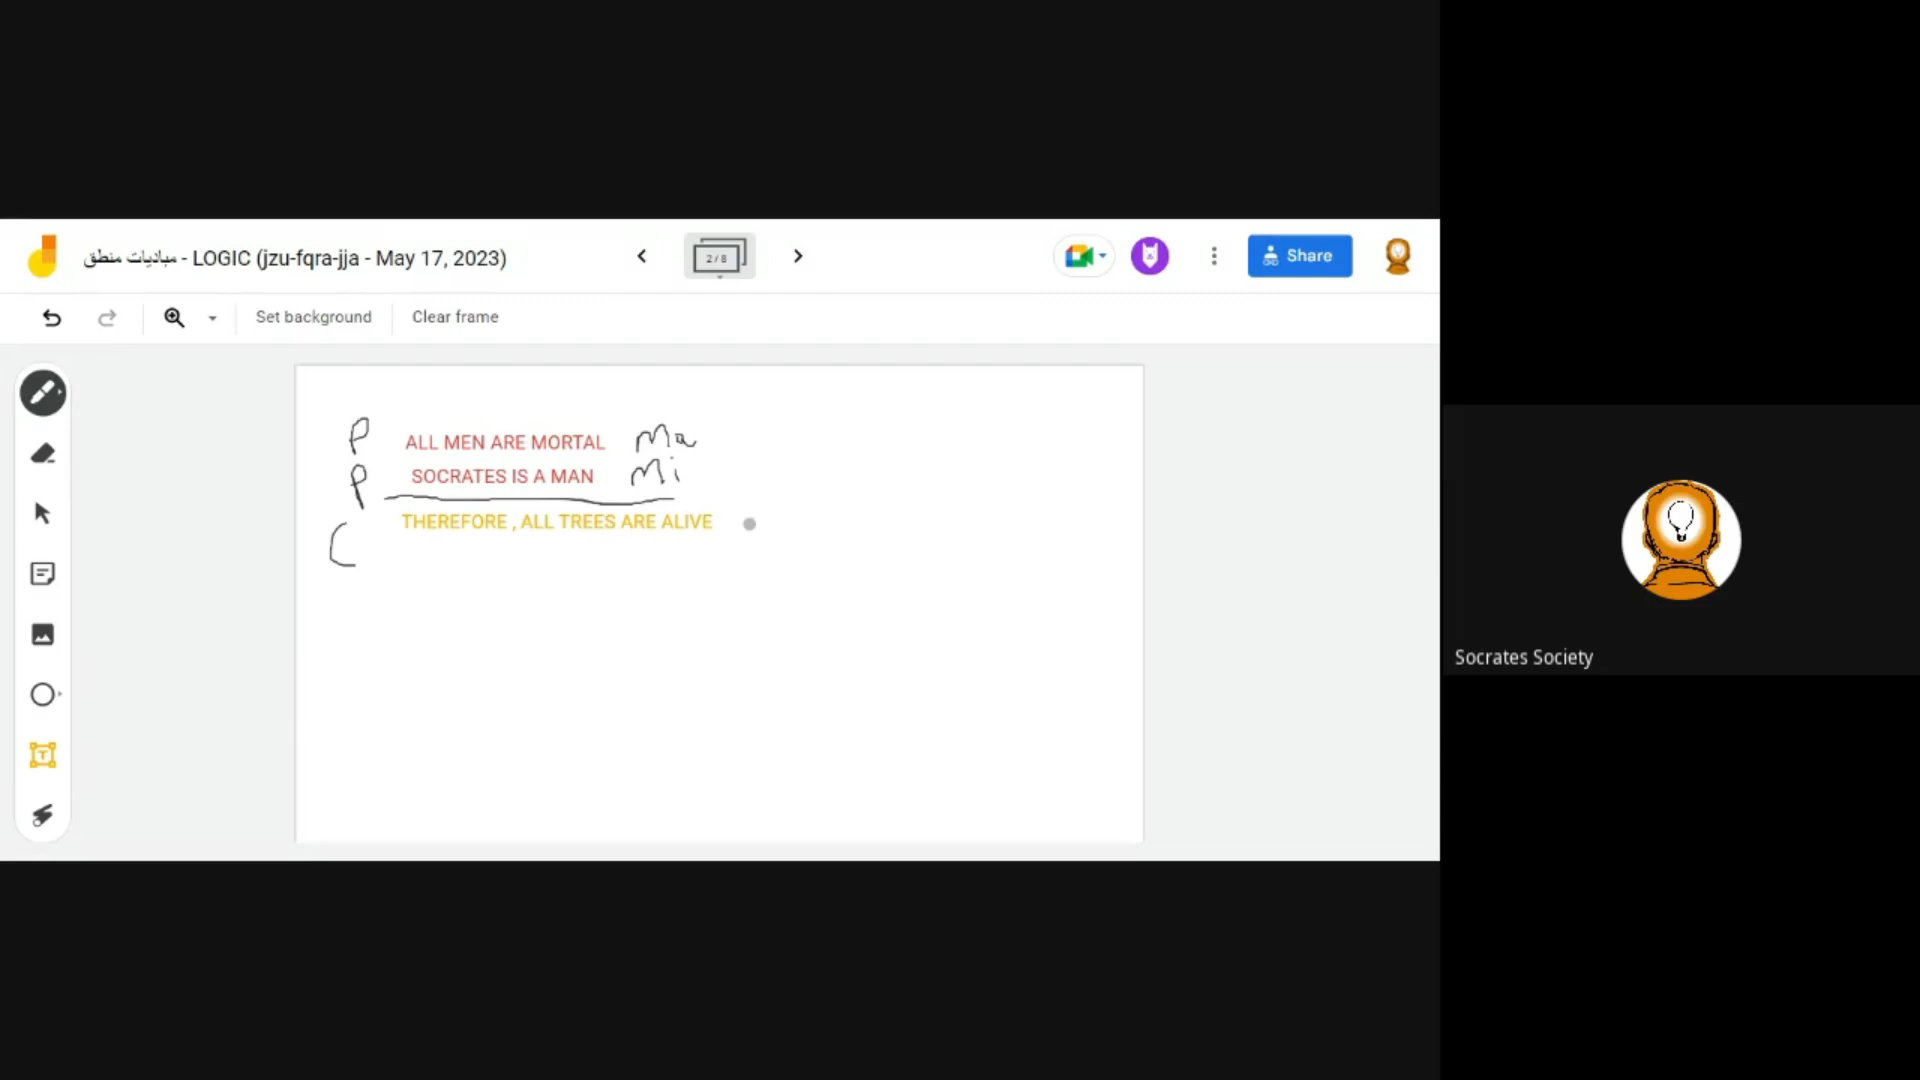 مبادیات منطق - LOGIC (jzu-fqra-jja - May 17, 2023)
2 / 8
Share
Set background
Clear frame
P ALL MEN ARE MORTAL Ma
P SOCRATES IS A MAN Mi
C THEREFORE , ALL TREES ARE ALIVE
Socrates Society